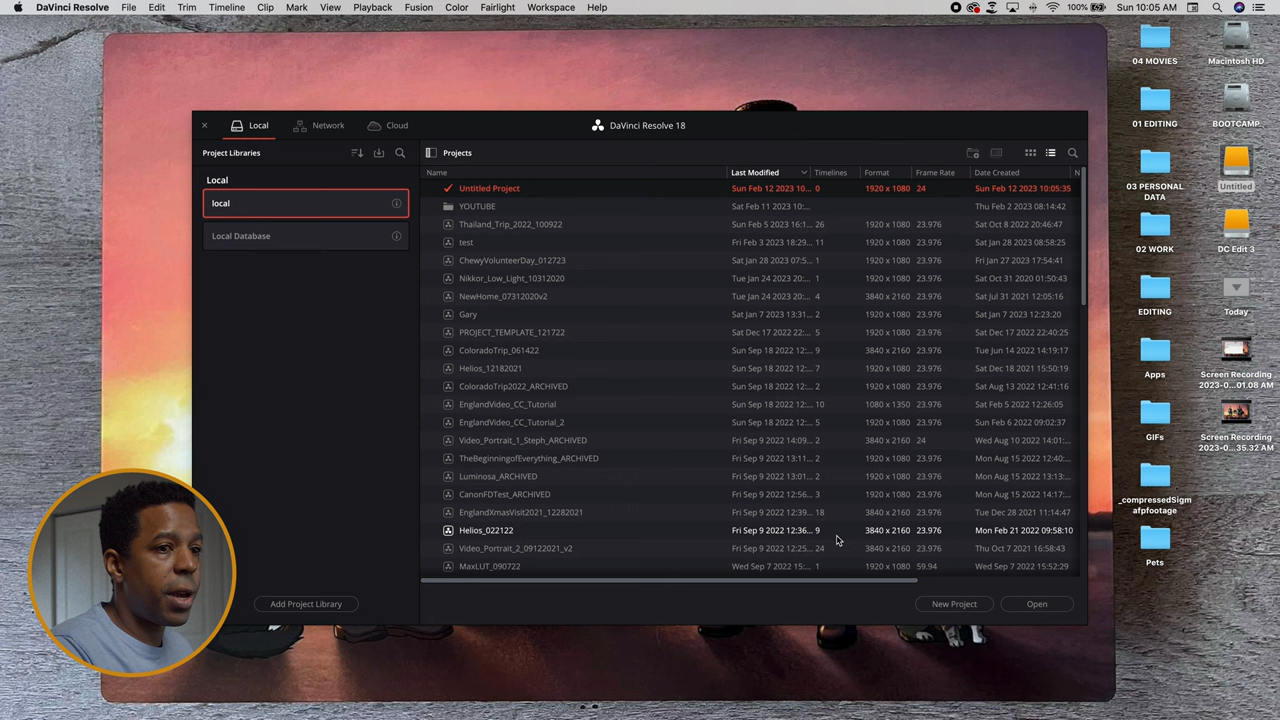 DaVinci Resolve File Edit Trim Timeline Clip Mark View Playback Fusion Color Fairlight Workspace Help 100% Sun 10:05 AM
Local Network Cloud DaVinci Resolve 18
Project Libraries
Local
local
Local Database
Add Project Library
Projects
Name Last Modified Timelines Format Frame Rate Date Created N
Untitled Project Sun Feb 12 2023 10:... 0 1920 x 1080 24 Sun Feb 12 2023 10:05:35
YOUTUBE Sat Feb 11 2023 10:... Thu Feb 2 2023 08:14:42
Thailand_Trip_2022_100922 Sun Feb 5 2023 16:1... 26 1920 x 1080 23.976 Sat Oct 8 2022 20:46:47
test Fri Feb 3 2023 18:29... 11 1920 x 1080 23.976 Sat Jan 28 2023 08:58:25
ChewyVolunteerDay_012723 Sat Jan 28 2023 07:5... 1 1920 x 1080 23.976 Fri Jan 27 2023 17:54:41
Nikkor_Low_Light_10312020 Tue Jan 24 2023 20:... 1 1920 x 1080 23.976 Sat Oct 31 2020 01:50:43
NewHome_07312020v2 Tue Jan 24 2023 20:... 4 3840 x 2160 23.976 Sat Jul 31 2021 12:05:16
Gary Sat Jan 7 2023 13:31... 2 1920 x 1080 23.976 Sat Jan 7 2023 12:23:20
PROJECT_TEMPLATE_121722 Sat Dec 17 2022 22:... 5 1920 x 1080 23.976 Sat Dec 17 2022 22:40:25
ColoradoTrip_061422 Sun Sep 18 2022 12:... 9 3840 x 2160 23.976 Tue Jun 14 2022 14:19:17
Helios_12182021 Sun Sep 18 2022 12:... 7 1920 x 1080 23.976 Sat Dec 18 2021 15:50:19
ColoradoTrip2022_ARCHIVED Sun Sep 18 2022 12:... 2 1920 x 1080 23.976 Sat Aug 13 2022 12:41:16
EnglandVideo_CC_Tutorial Sun Sep 18 2022 12:... 10 1080 x 1350 23.976 Sat Feb 5 2022 12:26:05
EnglandVideo_CC_Tutorial_2 Sun Sep 18 2022 12:... 5 1920 x 1080 23.976 Sun Feb 6 2022 09:02:37
Video_Portrait_1_Steph_ARCHIVED Fri Sep 9 2022 14:09... 2 3840 x 2160 24 Wed Aug 10 2022 14:01:...
TheBeginningofEverything_ARCHIVED Fri Sep 9 2022 13:11... 2 1920 x 1080 23.976 Mon Aug 15 2022 12:40:...
Luminosa_ARCHIVED Fri Sep 9 2022 13:01... 2 1920 x 1080 23.976 Mon Aug 15 2022 13:13:...
CanonFDTest_ARCHIVED Fri Sep 9 2022 12:56... 3 1920 x 1080 23.976 Mon Aug 15 2022 14:17:...
EnglandXmasVisit2021_12282021 Fri Sep 9 2022 12:39... 18 3840 x 2160 23.976 Tue Dec 28 2021 11:14:47
Helios_022122 Fri Sep 9 2022 12:36... 9 3840 x 2160 23.976 Mon Feb 21 2022 09:58:10
Video_Portrait_2_09122021_v2 Fri Sep 9 2022 12:25... 24 3840 x 2160 23.976 Thu Oct 7 2021 16:58:43
MaxLUT_090722 Wed Sep 7 2022 15:... 1 1920 x 1080 59.94 Wed Sep 7 2022 15:52:29
New Project Open
04 MOVIES Macintosh HD
01 EDITING BOOTCAMP
03 PERSONAL DATA Untitled
02 WORK DC Edit 3
EDITING Today
Apps Screen Recording 2023-0...01.08 AM
GIFs Screen Recording 2023-0...35.32 AM
_compressedSigm
afpfootage
Pets